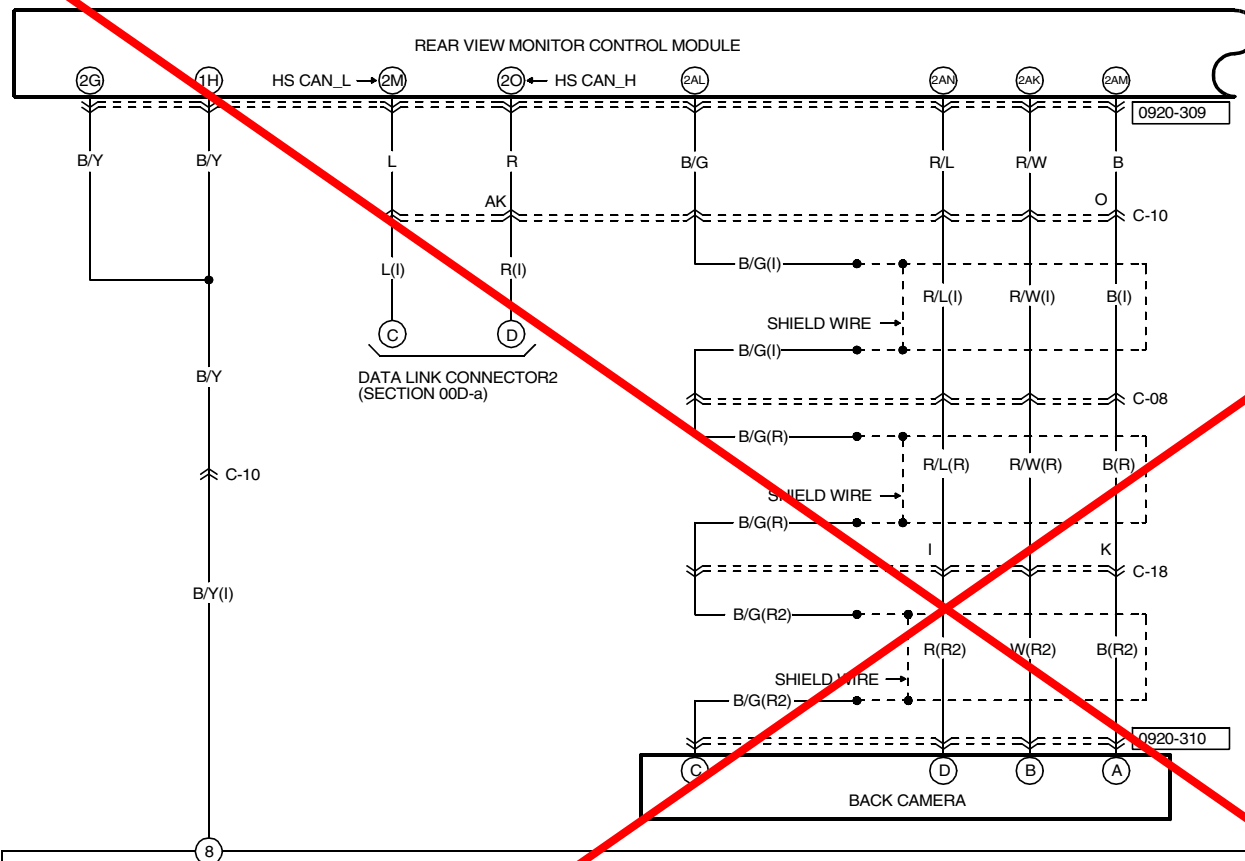 REAR VIEW MONITOR CONTROL MODULE
2G 1H HS CAN_L 2M 2O HS CAN_H 2AL 2AN 2AK 2AM
0920-309
B/Y B/Y L R B/G R/L R/W B
AK O C-10
L(I) R(I) B/G(I)
R/L(I) R/W(I) B(I)
SHIELD WIRE
C D B/G(I)
B/Y DATA LINK CONNECTOR2
(SECTION 00D-a)
C-08
B/G(R)
C-10 R/L(R) R/W(R) B(R)
SHIELD WIRE
B/G(R)
I K
C-18
B/Y(I)
B/G(R2)
R(R2) W(R2) B(R2)
SHIELD WIRE
B/G(R2)
0920-310
C D B A
BACK CAMERA
8